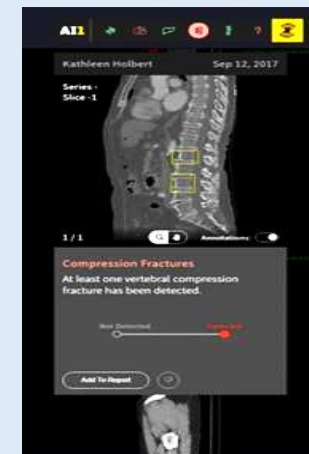 AI1
?
Kathleen Holbert Sep 12, 2017
Series -
Slice -1
1 / 1 Annotations
Compression Fractures
At least one vertebral compression
fracture has been detected.
Not Detected Detected
Add To Report